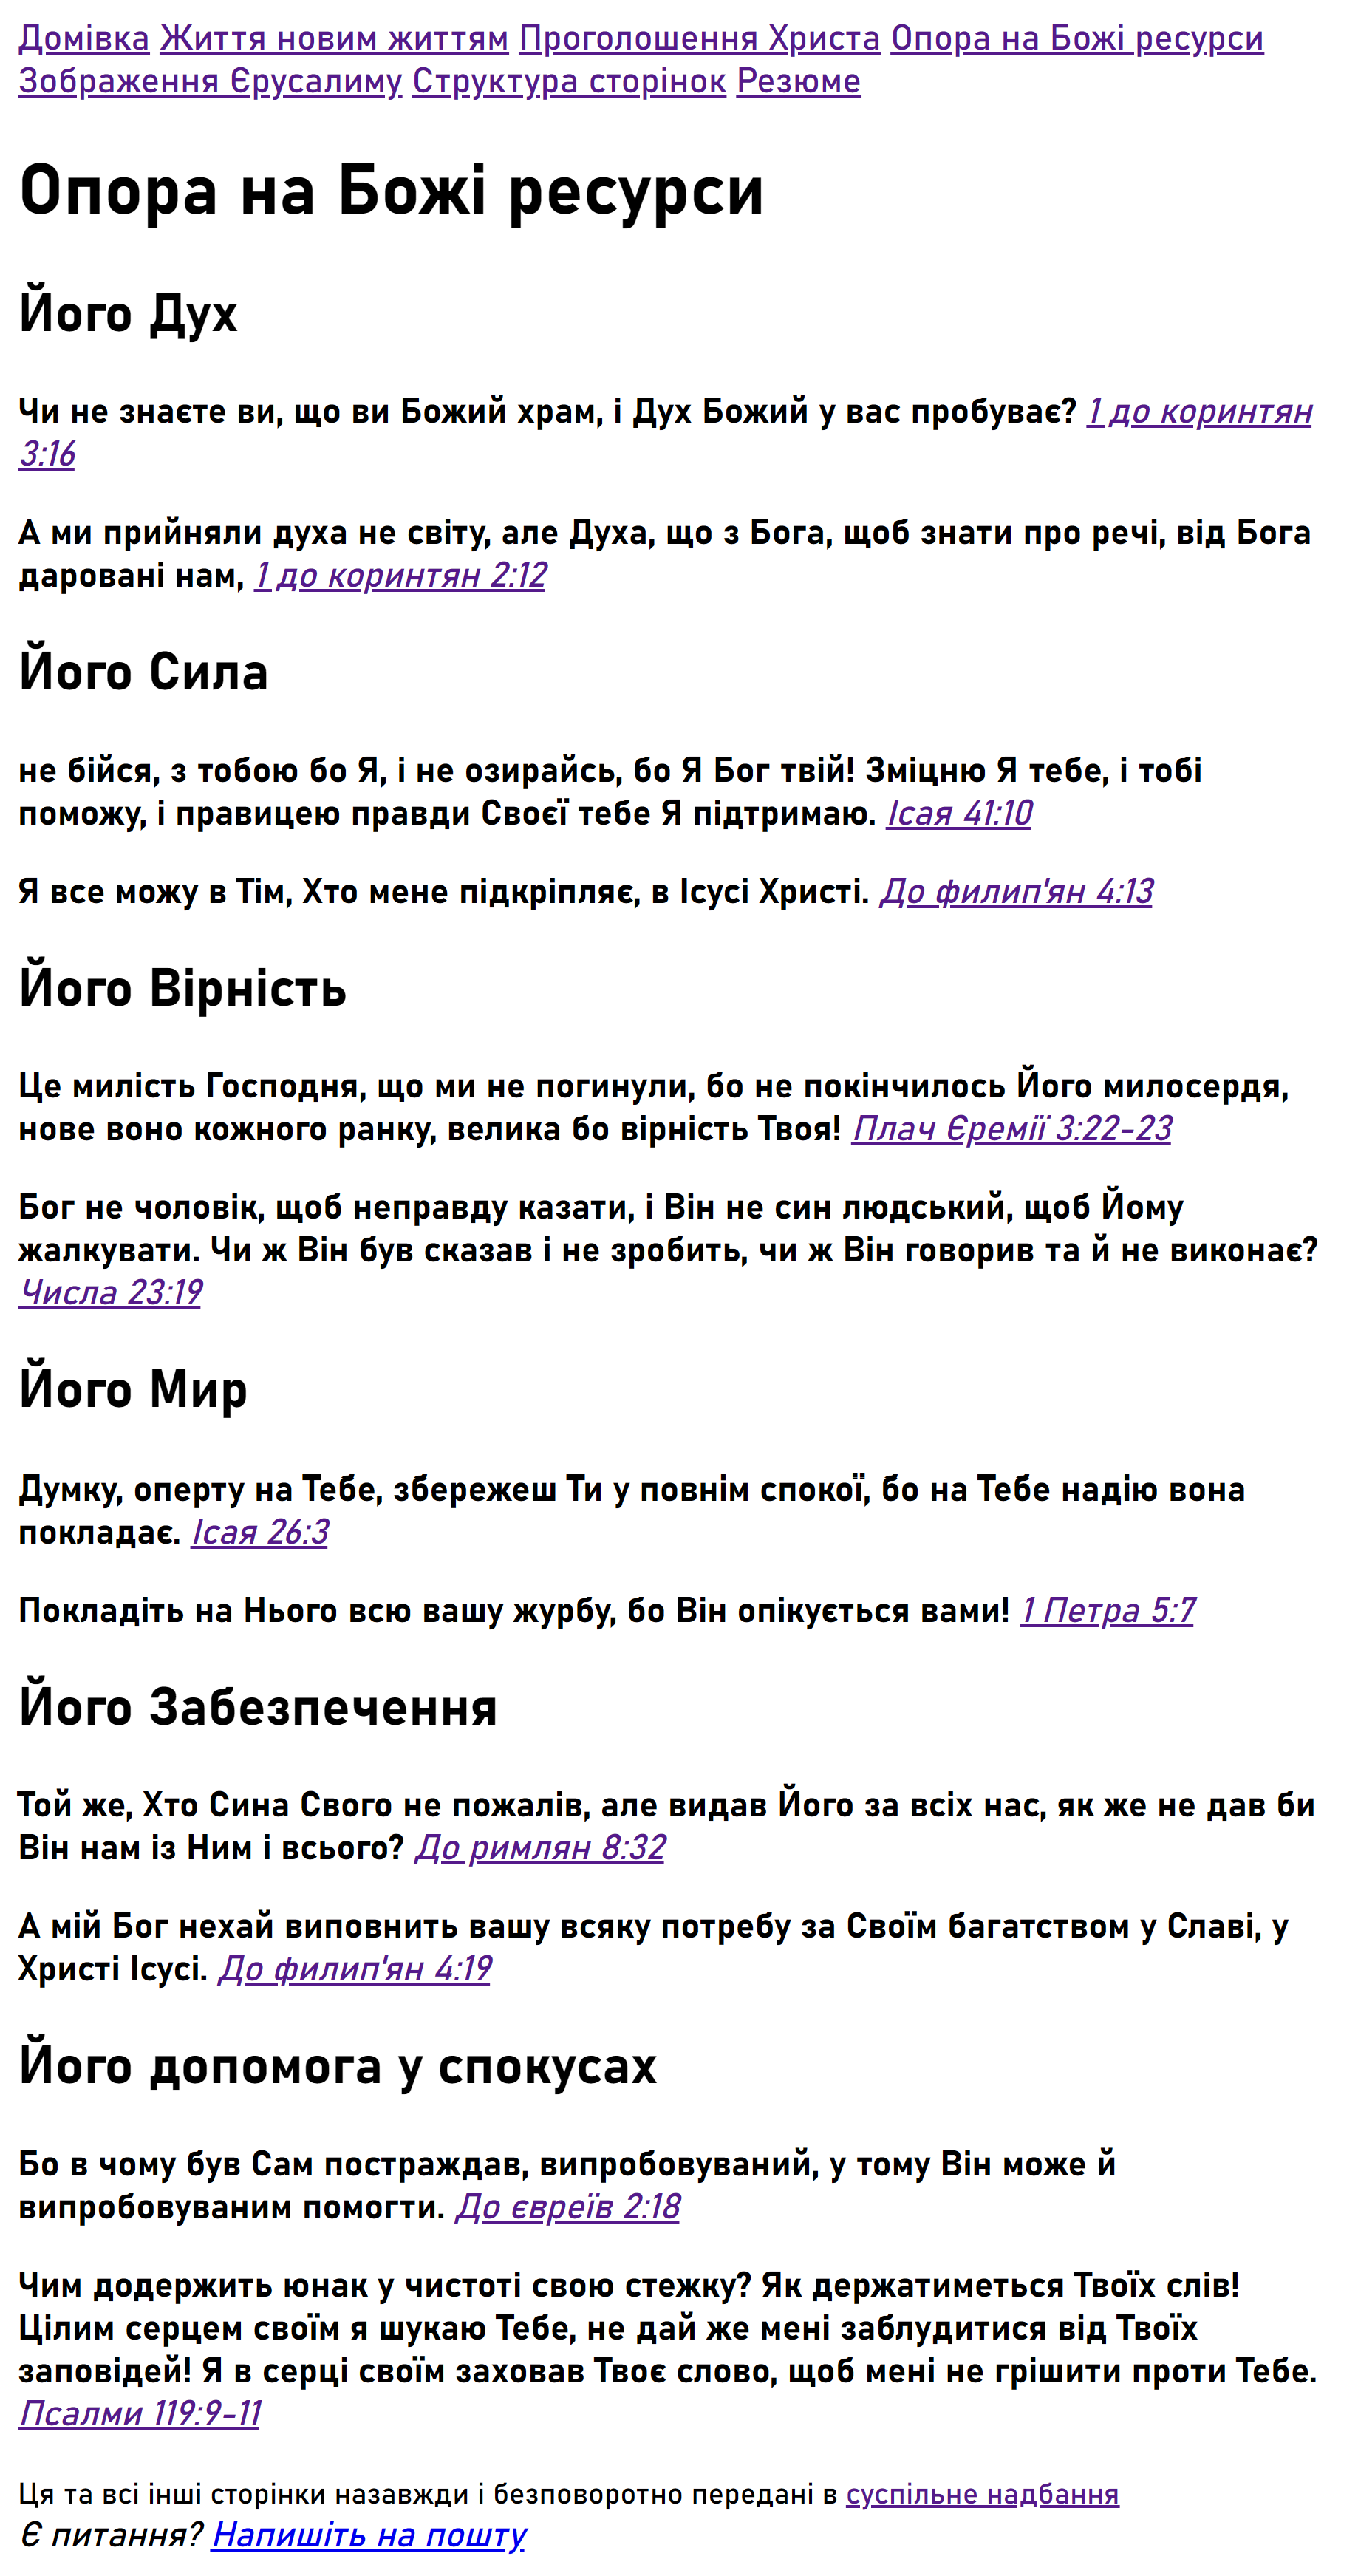 Домівка Життя новим життям Проголошення Христа Опора на Божі ресурси
Зображення Єрусалиму Структура сторінок Резюме
Опора на Божі ресурси
Його Дух
Чи не знаєте ви, що ви Божий храм, і Дух Божий у вас пробуває? 1 до коринтян
3:16
А ми прийняли духа не світу, але Духа, що з Бога, щоб знати про речі, від Бога
даровані нам, 1 до коринтян 2:12
Його Сила
не бійся, з тобою бо Я, і не озирайсь, бо Я Бог твій! Зміцню Я тебе, і тобі
поможу, і правицею правди Своєї тебе Я підтримаю. Ісая 41:10
Я все можу в Тім, Хто мене підкріпляє, в Ісусі Христі. До филип'ян 4:13
Його Вірність
Це милість Господня, що ми не погинули, бо не покінчилось Його милосердя,
нове воно кожного ранку, велика бо вірність Твоя! Плач Єремії 3:22-23
Бог не чоловік, щоб неправду казати, і Він не син людський, щоб Йому
жалкувати. Чи ж Він був сказав і не зробить, чи ж Він говорив та й не виконає?
Числа 23:19
Його Мир
Думку, оперту на Тебе, збережеш Ти у повнім спокої, бо на Тебе надію вона
покладає. Ісая 26:3
Покладіть на Нього всю вашу журбу, бо Він опікується вами! 1 Петра 5:7
Його Забезпечення
Той же, Хто Сина Свого не пожалів, але видав Його за всіх нас, як же не дав би
Він нам із Ним і всього? До римлян 8:32
А мій Бог нехай виповнить вашу всяку потребу за Своїм багатством у Славі, у
Христі Ісусі. До филип'ян 4:19
Його допомога у спокусах
Бо в чому був Сам постраждав, випробовуваний, у тому Він може й
випробовуваним помогти. До євреїв 2:18
Чим додержить юнак у чистоті свою стежку? Як держатиметься Твоїх слів!
Цілим серцем своїм я шукаю Тебе, не дай же мені заблудитися від Твоїх
заповідей! Я в серці своїм заховав Твоє слово, щоб мені не грішити проти Тебе.
Псалми 119:9-11
Ця та всі інші сторінки назавжди і безповоротно передані в суспільне надбання
Є питання? Напишіть на пошту